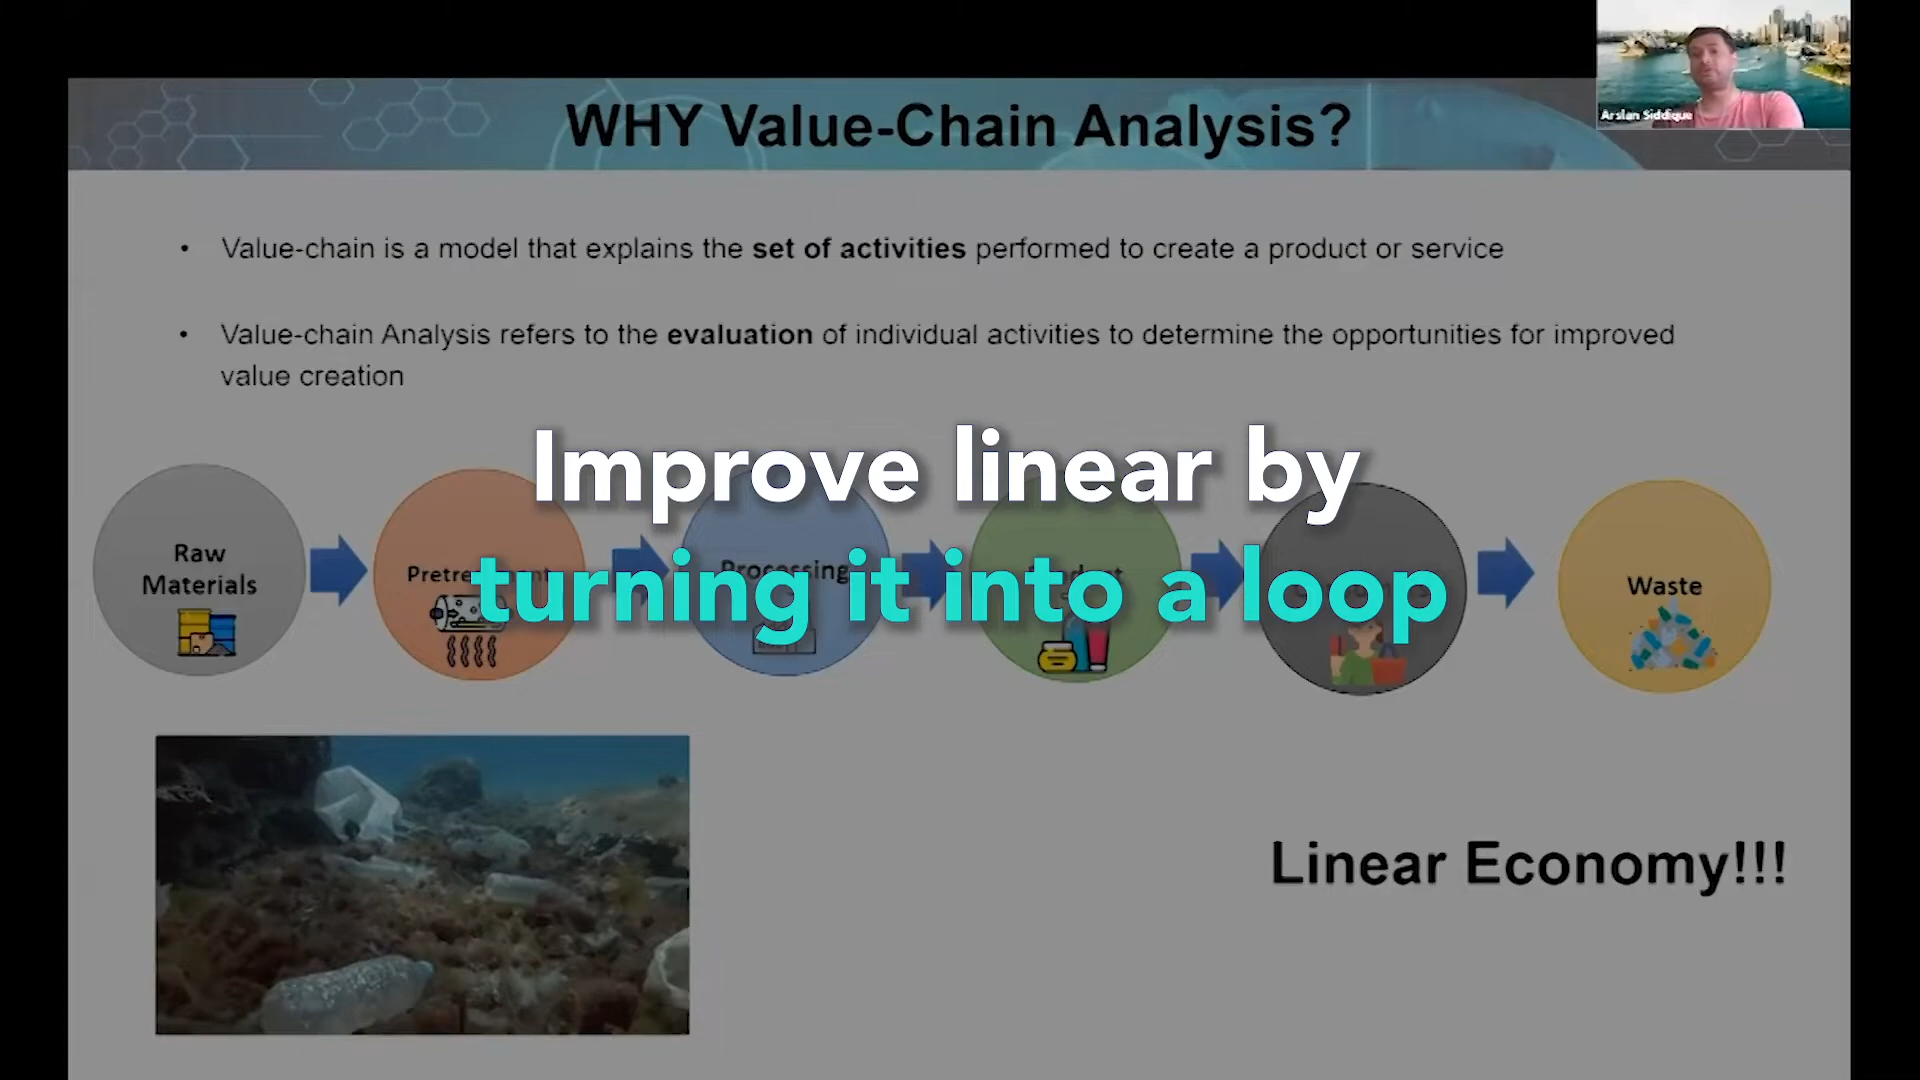 Arslan Siddique
WHY Value-Chain Analysis?
• Value-chain is a model that explains the set of activities performed to create a product or service
• Value-chain Analysis refers to the evaluation of individual activities to determine the opportunities for improved
value creation
Improve linear by
turning it into a loop
Raw
Materials
Processing
Waste
Linear Economy!!!